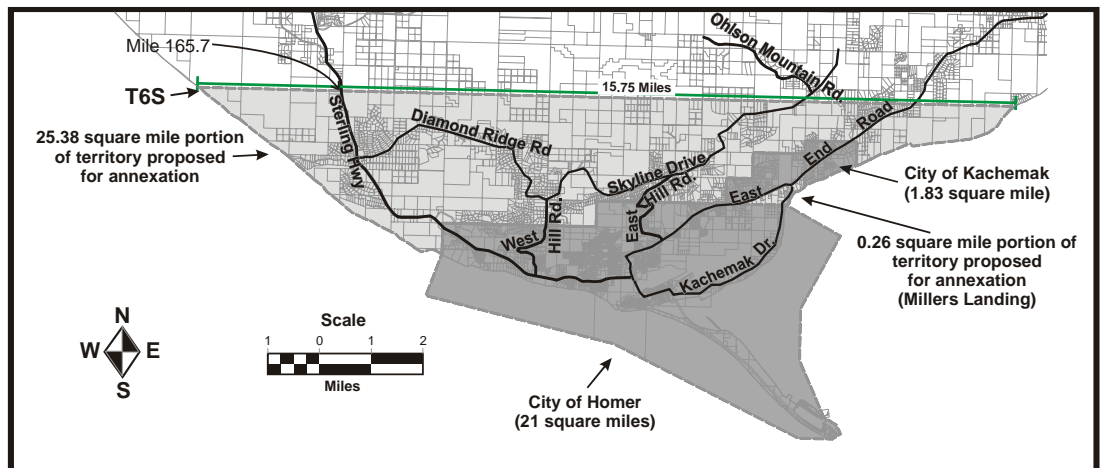 Ohlson Mountain Rd.
Mile 165.7
15.75 Miles
T6S
Sterling Hwy
Diamond Ridge Rd
East End Road
25.38 square mile portion
of territory proposed
for annexation
Skyline Drive
City of Kachemak
(1.83 square mile)
West Hill Rd.
East Hill Rd.
0.26 square mile portion of
territory proposed
for annexation
(Millers Landing)
Kachemak Dr.
N
W E
S
Scale
1 0 1 2
Miles
City of Homer
(21 square miles)